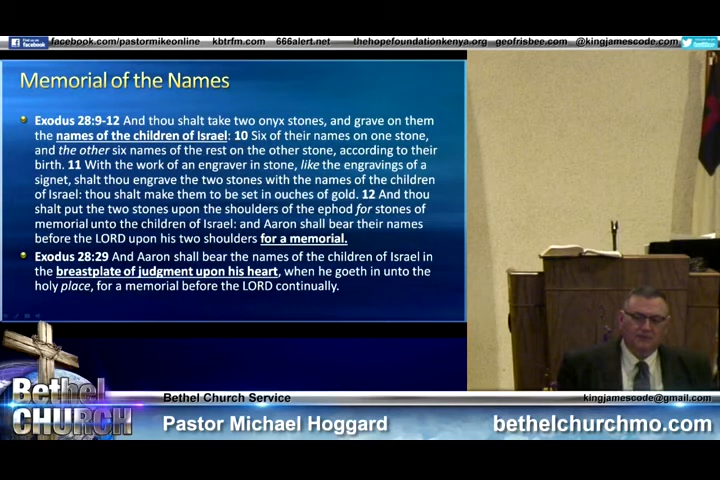 Find us on
facebook
facebook.com/pastormikeonline kbtrfm.com 666alert.net thehopefoundationkenya.org geofrisbee.com @kingjamescode.com
twitter
Memorial of the Names
Exodus 28:9-12 And thou shalt take two onyx stones, and grave on them
the names of the children of Israel: 10 Six of their names on one stone,
and the other six names of the rest on the other stone, according to their
birth. 11 With the work of an engraver in stone, like the engravings of a
signet, shalt thou engrave the two stones with the names of the children
of Israel: thou shalt make them to be set in ouches of gold. 12 And thou
shalt put the two stones upon the shoulders of the ephod for stones of
memorial unto the children of Israel: and Aaron shall bear their names
before the LORD upon his two shoulders for a memorial.
Exodus 28:29 And Aaron shall bear the names of the children of Israel in
the breastplate of judgment upon his heart, when he goeth in unto the
holy place, for a memorial before the LORD continually.
Bethel
CHURCH
Bethel Church Service kingjamescode@gmail.com
Pastor Michael Hoggard bethelchurchmo.com